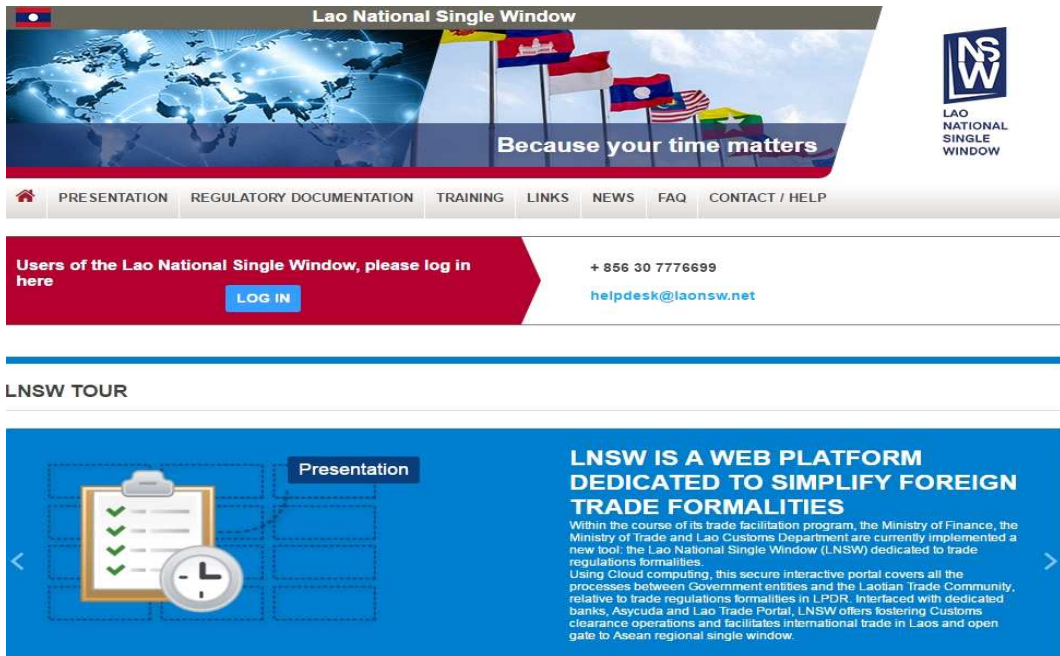 Lao National Single Window
Because your time matters
NSW
LAO
NATIONAL
SINGLE
WINDOW
PRESENTATION REGULATORY DOCUMENTATION TRAINING LINKS NEWS FAQ CONTACT / HELP
Users of the Lao National Single Window, please log in
here
LOG IN
+ 856 30 7776699
helpdesk@laonsw.net
LNSW TOUR
Presentation
LNSW IS A WEB PLATFORM
DEDICATED TO SIMPLIFY FOREIGN
TRADE FORMALITIES
Within the course of its trade facilitation program, the Ministry of Finance, the
Ministry of Trade and Lao Customs Department are currently implemented a
new tool: the Lao National Single Window (LNSW) dedicated to trade
regulations formalities.
Using Cloud computing, this secure interactive portal covers all the
processes between Government entities and the Laotian Trade Community,
relative to trade regulations formalities in LPDR. Interfaced with dedicated
banks, Asycuda and Lao Trade Portal, LNSW offers fostering Customs
clearance operations and facilitates international trade in Laos and open
gate to Asean regional single window.